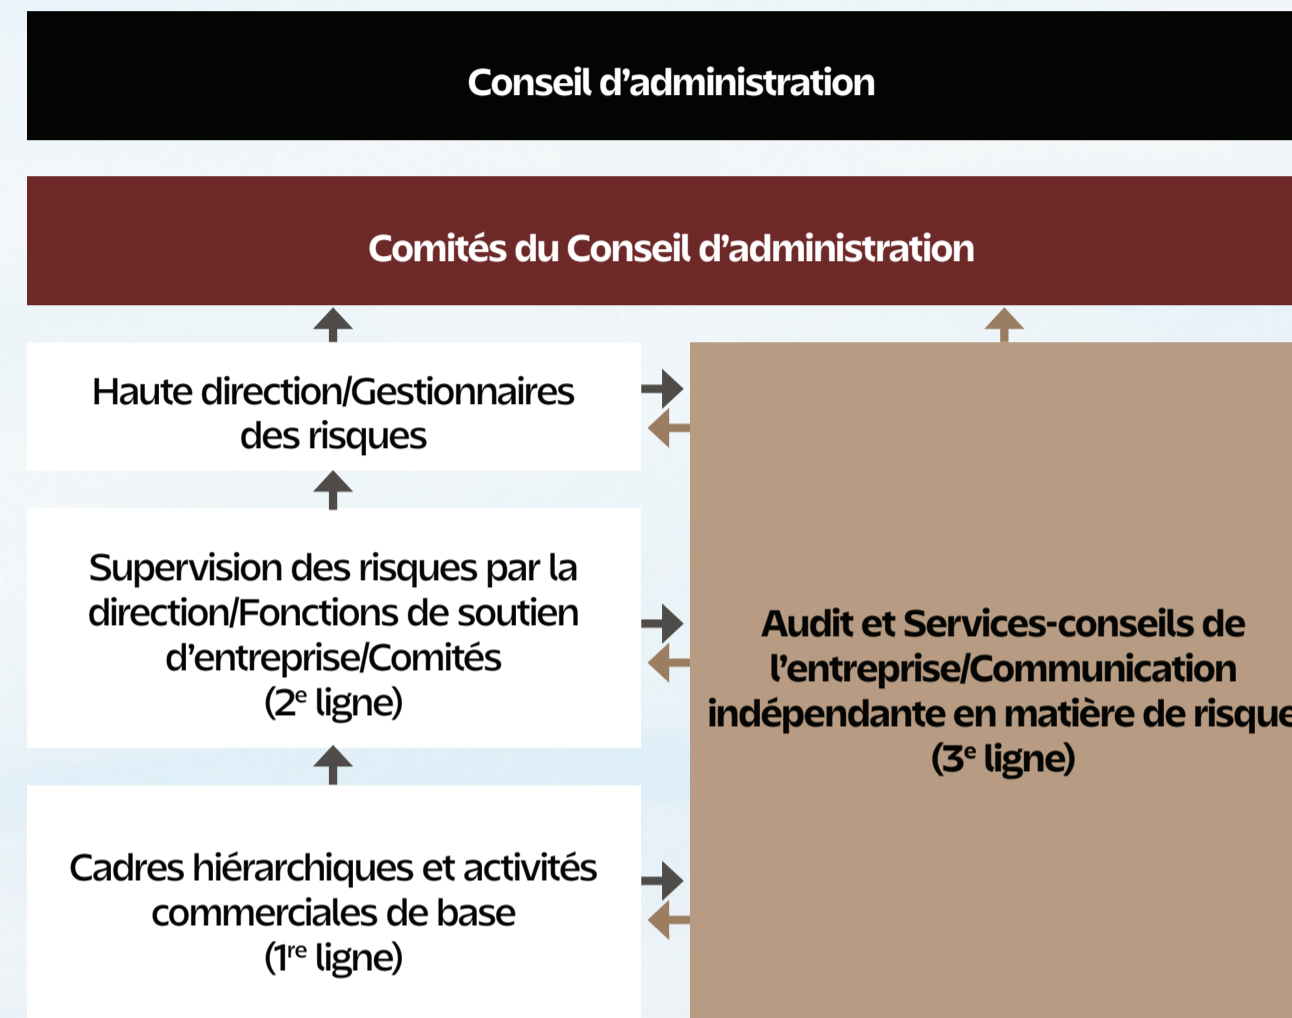 Conseil d’administration
Comités du Conseil d’administration
Haute direction/Gestionnaires
des risques
Supervision des risques par la
direction/Fonctions de soutien
d’entreprise/Comités
(2e ligne)
Cadres hiérarchiques et activités
commerciales de base
(1re ligne)
Audit et Services-conseils de
l’entreprise/Communication
indépendante en matière de risque
(3e ligne)